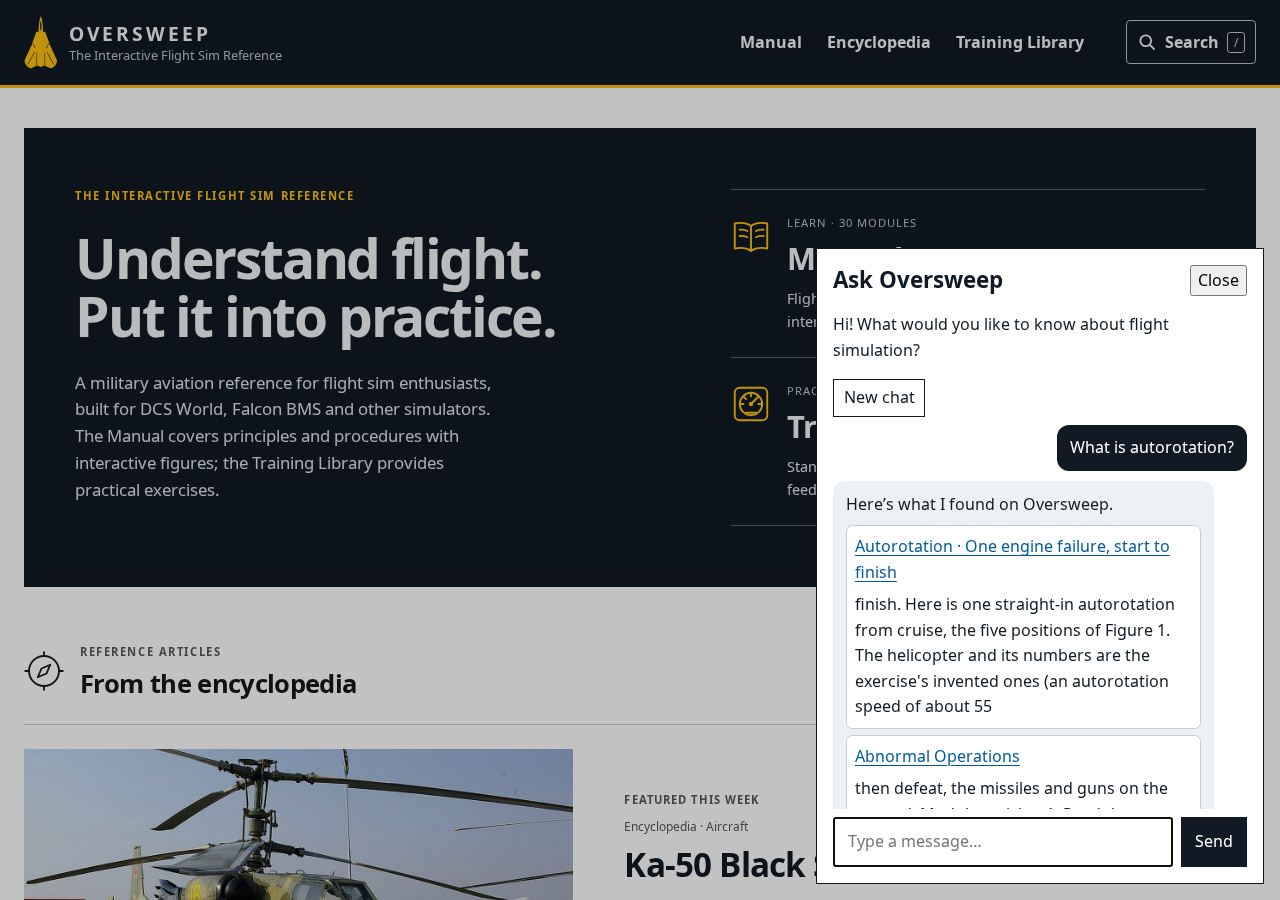 OVERSWEEP
The Interactive Flight Sim Reference
Manual
Encyclopedia
Training Library
Search /
THE INTERACTIVE FLIGHT SIM REFERENCE
Understand flight.
Put it into practice.
A military aviation reference for flight sim enthusiasts,
built for DCS World, Falcon BMS and other simulators.
The Manual covers principles and procedures with
interactive figures; the Training Library provides
practical exercises.
LEARN · 30 MODULES
REFERENCE ARTICLES
From the encyclopedia
FEATURED THIS WEEK
Encyclopedia · Aircraft
Ka-50 Black
Ask Oversweep
Close
Hi! What would you like to know about flight
simulation?
New chat
What is autorotation?
Here’s what I found on Oversweep.
Autorotation · One engine failure, start to
finish
finish. Here is one straight-in autorotation
from cruise, the five positions of Figure 1.
The helicopter and its numbers are the
exercise's invented ones (an autorotation
speed of about 55
Abnormal Operations
then defeat, the missiles and guns on the
Type a message…
Send